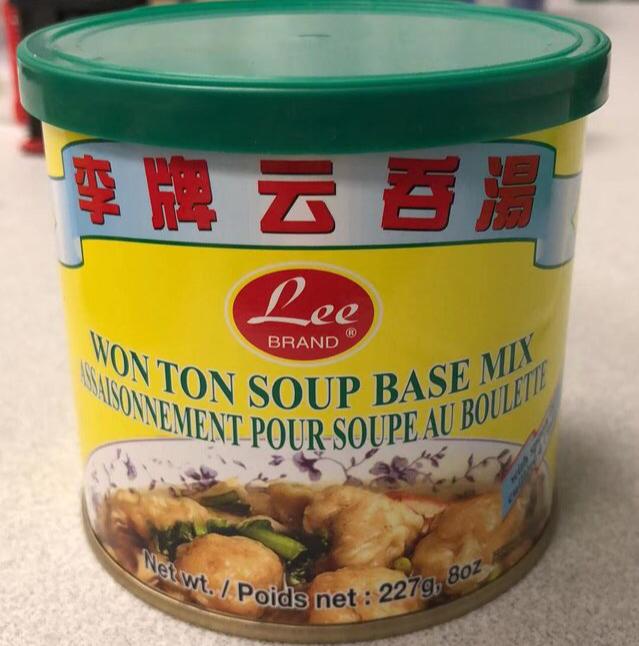 李牌云吞湯
Lee
BRAND®
WON TON SOUP BASE MIX
ASSAISONNEMENT POUR SOUPE AU BOULETTE
Net wt. / Poids net : 227g, 8oz